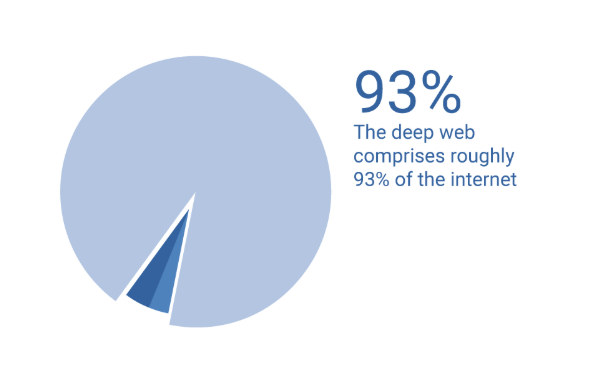 93%
The deep web
comprises roughly
93% of the internet